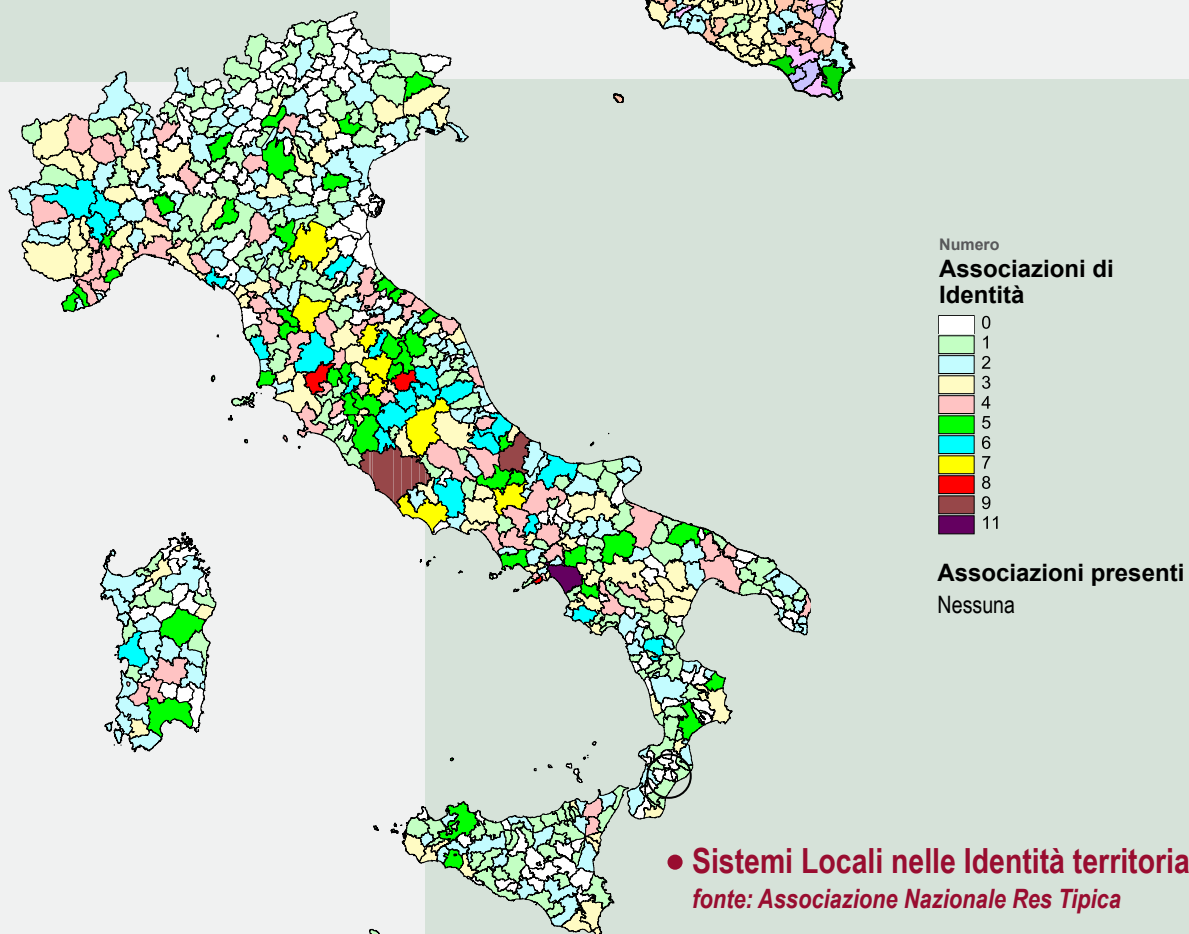 Numero
Associazioni di
Identità
0
1
2
3
4
5
6
7
8
9
11
Associazioni presenti
Nessuna
• Sistemi Locali nelle Identità territoria
fonte: Associazione Nazionale Res Tipica